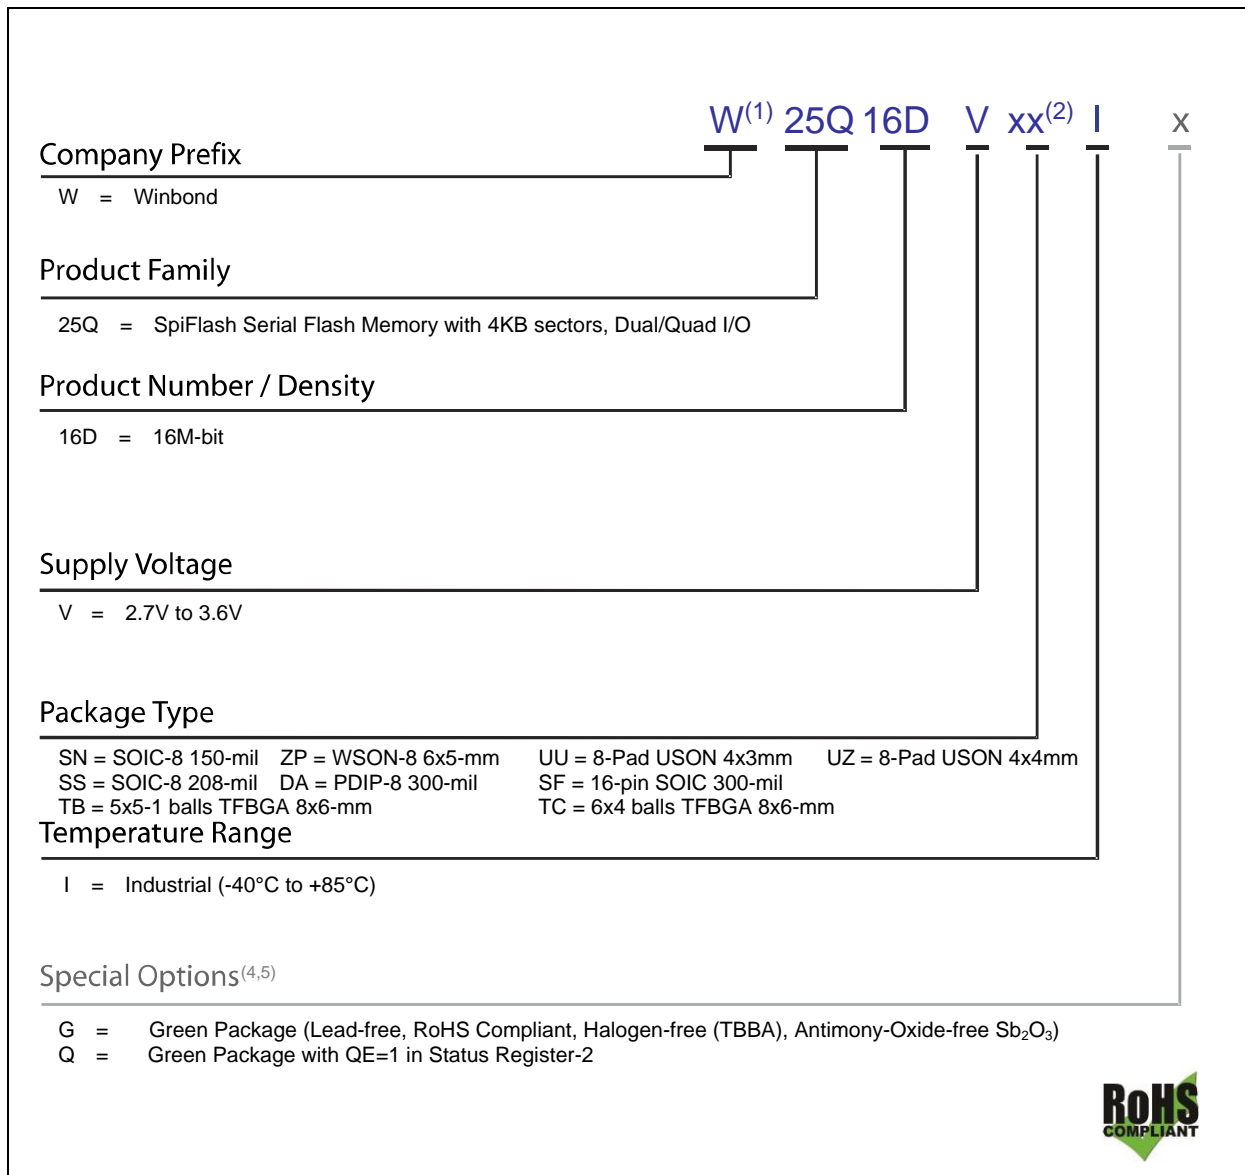 W(1) 25Q 16D V xx(2) I x
Company Prefix
W = Winbond
Product Family
25Q = SpiFlash Serial Flash Memory with 4KB sectors, Dual/Quad I/O
Product Number / Density
16D = 16M-bit
Supply Voltage
V = 2.7V to 3.6V
Package Type
SN = SOIC-8 150-mil ZP = WSON-8 6x5-mm UU = 8-Pad USON 4x3mm UZ = 8-Pad USON 4x4mm
SS = SOIC-8 208-mil DA = PDIP-8 300-mil SF = 16-pin SOIC 300-mil
TB = 5x5-1 balls TFBGA 8x6-mm TC = 6x4 balls TFBGA 8x6-mm
Temperature Range
I = Industrial (-40°C to +85°C)
Special Options(4,5)
G = Green Package (Lead-free, RoHS Compliant, Halogen-free (TBBA), Antimony-Oxide-free Sb2O3)
Q = Green Package with QE=1 in Status Register-2
RoHS
COMPLIANT